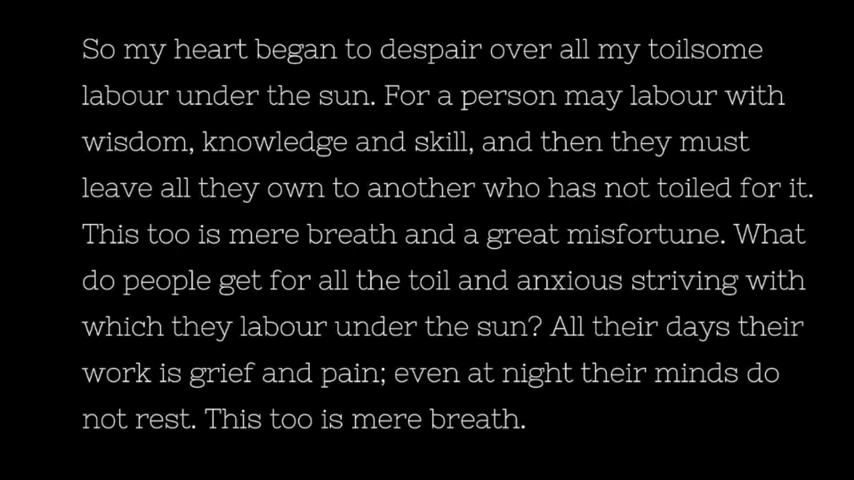 So my heart began to despair over all my toilsome
labour under the sun. For a person may labour with
wisdom, knowledge and skill, and then they must
leave all they own to another who has not toiled for it.
This too is mere breath and a great misfortune. What
do people get for all the toil and anxious striving with
which they labour under the sun? All their days their
work is grief and pain; even at night their minds do
not rest. This too is mere breath.